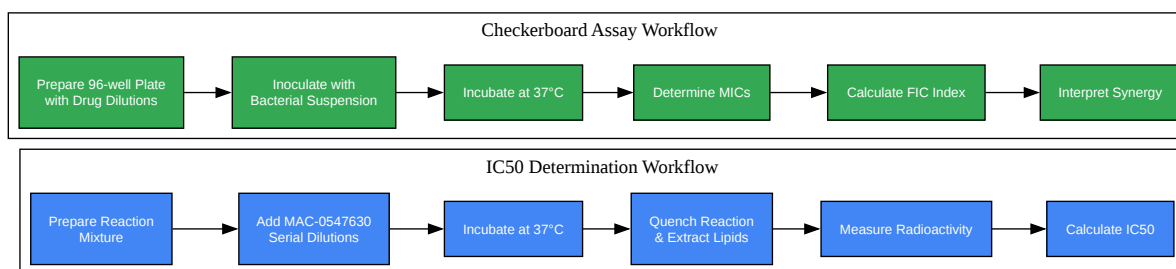 Checkerboard Assay Workflow
Prepare 96-well Plate
with Drug Dilutions
Inoculate with
Bacterial Suspension
Incubate at 37°C
Determine MICs
Calculate FIC Index
Interpret Synergy
IC50 Determination Workflow
Prepare Reaction
Mixture
Add MAC-0547630
Serial Dilutions
Incubate at 37°C
Quench Reaction
& Extract Lipids
Measure Radioactivity
Calculate IC50